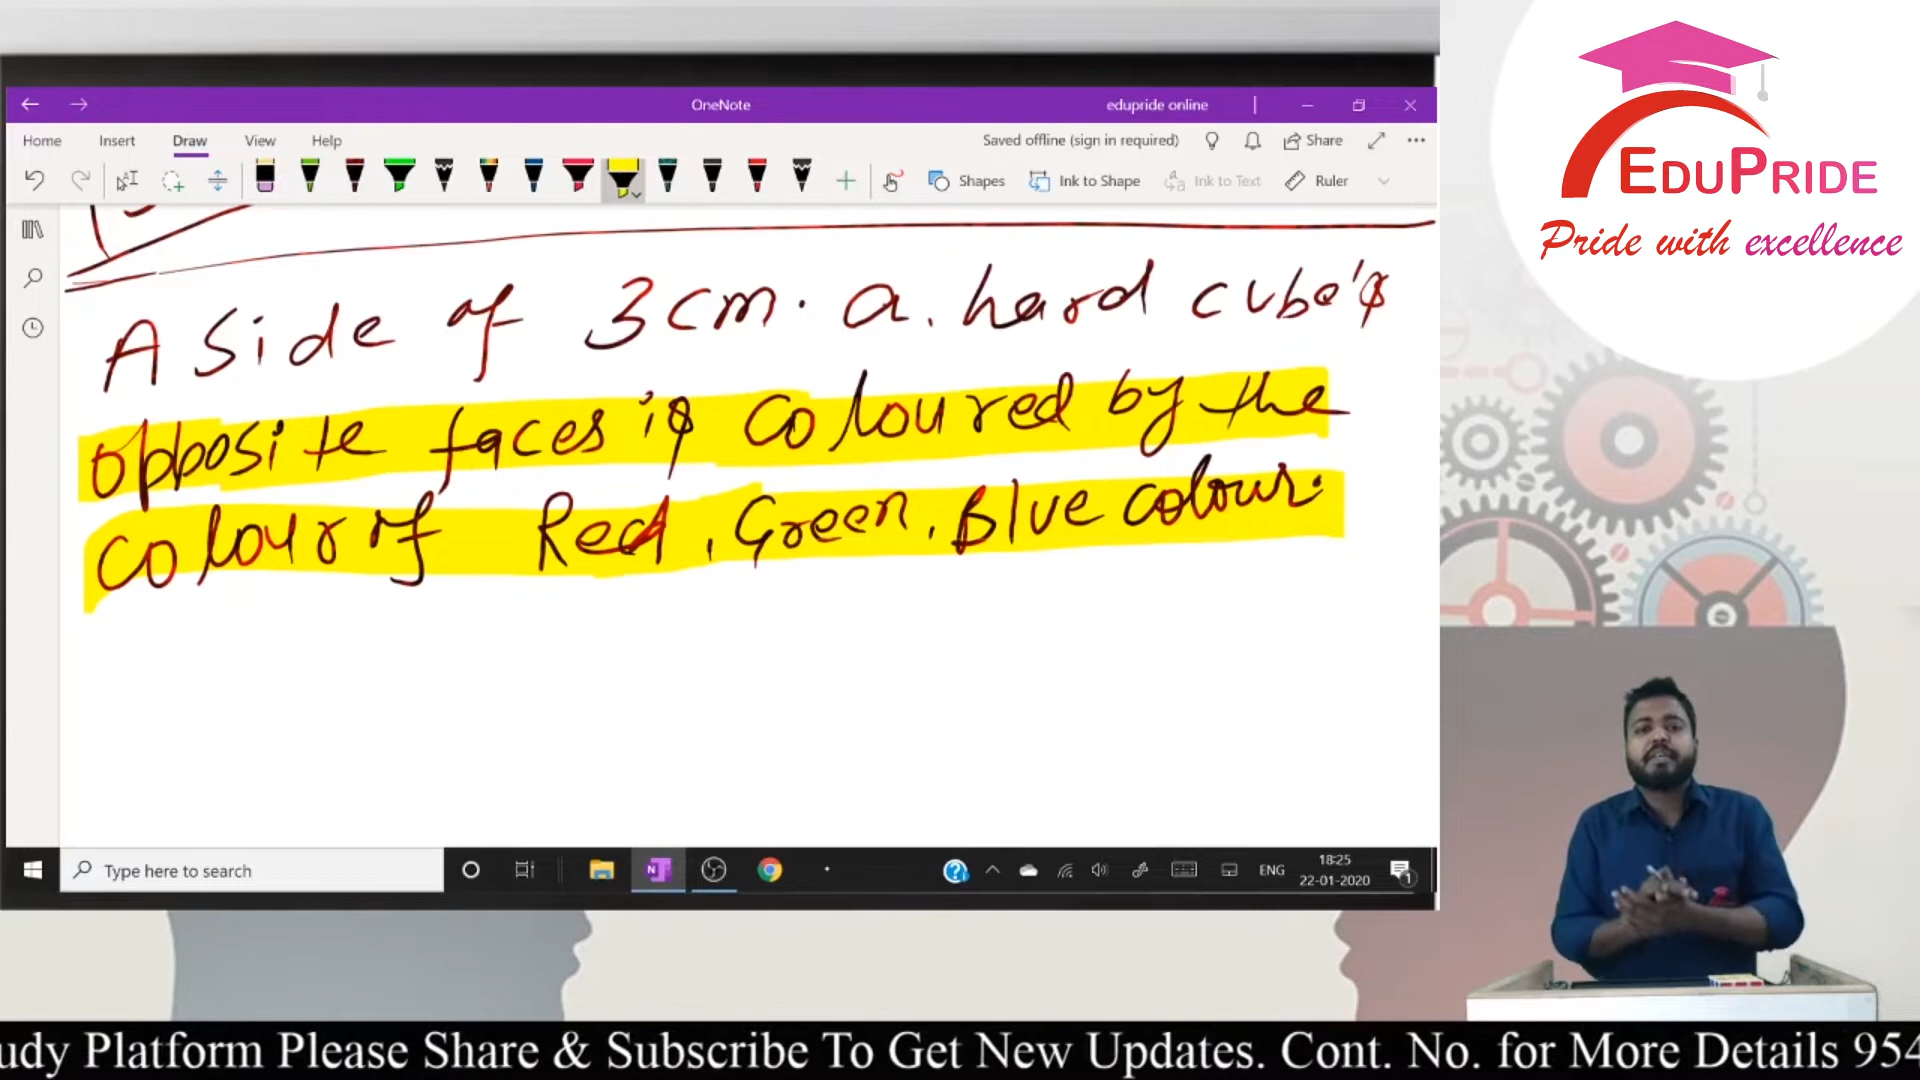 OneNote
edupride online
Home Insert Draw View Help
Saved offline (sign in required)
Share
Shapes
Ink to Shape
Ink to Text
Ruler
A side of 3cm. a. hard cube's
opposite faces is coloured by the
colour of Red, Green, Blue colour.
EDUPRIDE
Pride with excellence
Type here to search
ENG
18:25
22-01-2020
1
udy Platform Please Share & Subscribe To Get New Updates. Cont. No. for More Details 954